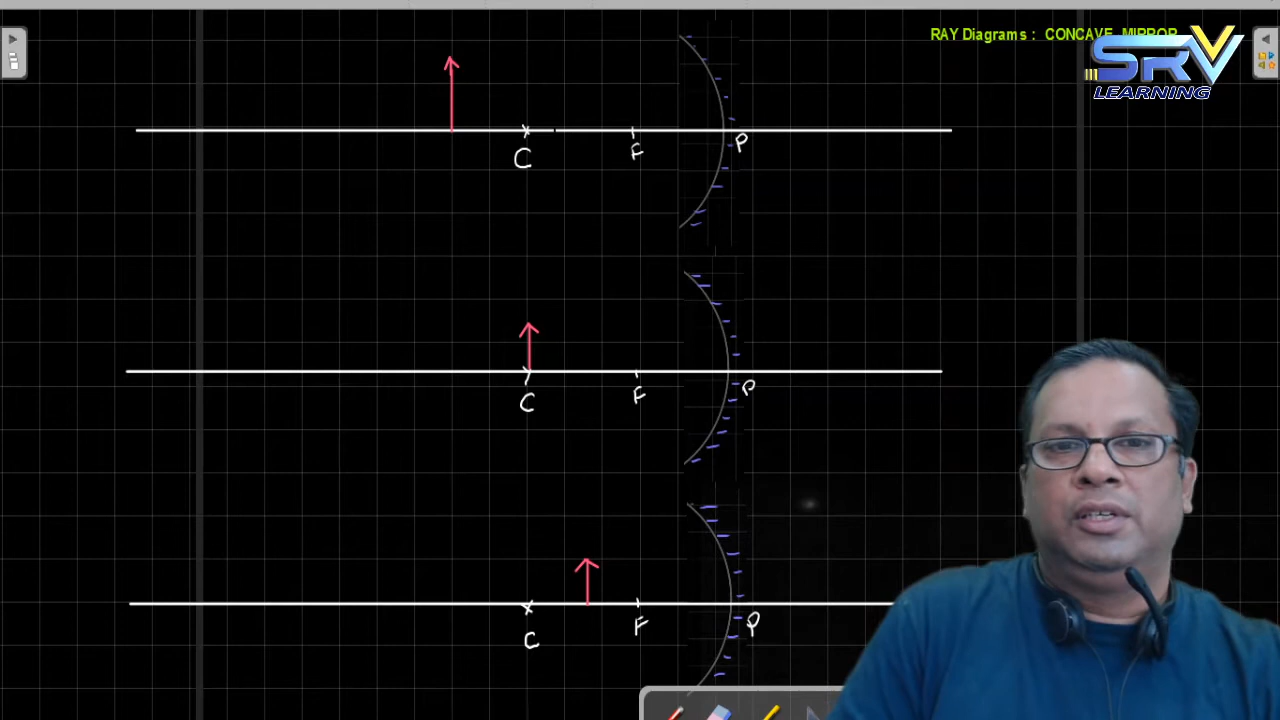 RAY Diagrams : CONCAVE MIRROR
SRV
LEARNING
C F P
C F P
C F P